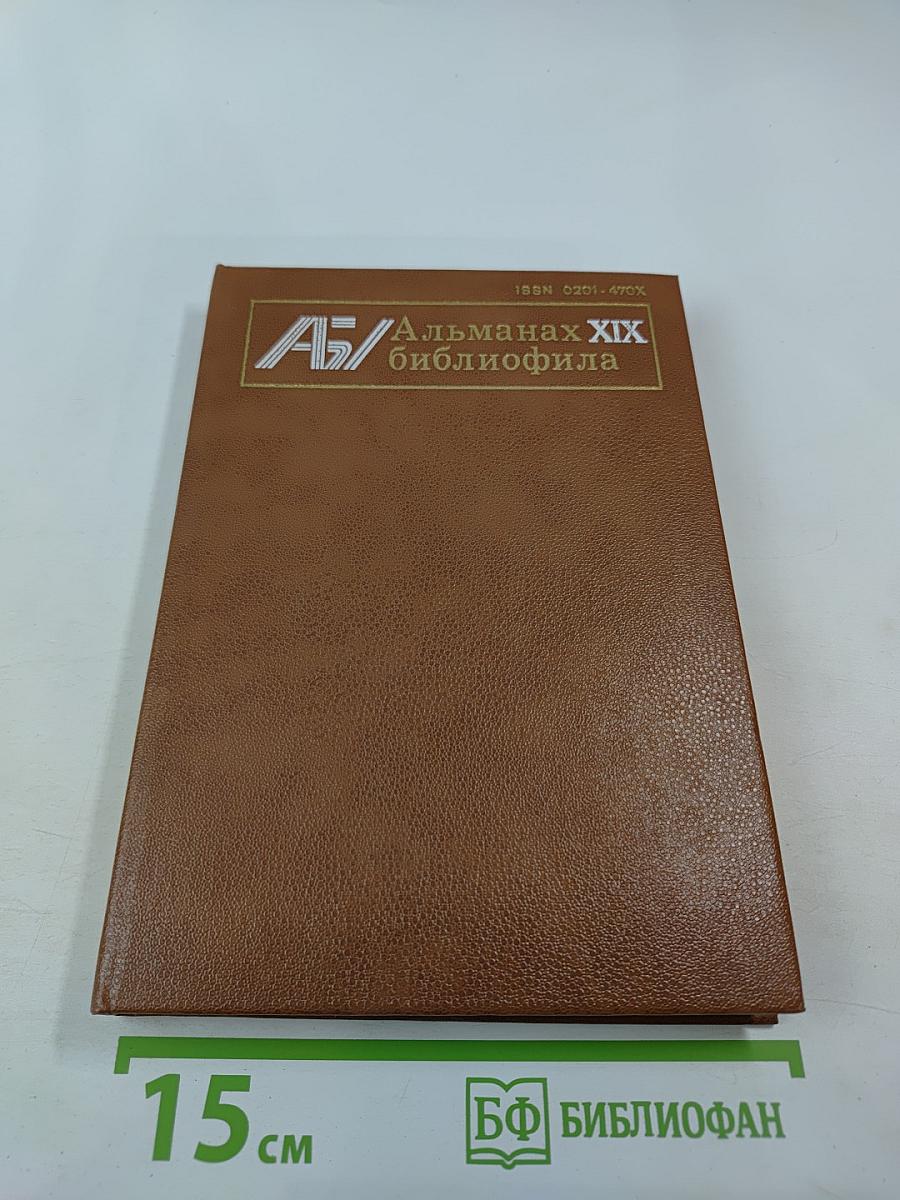 ISSN 0201-470X
АБ Альманах XIX
библиофила
15 см
БФ БИБЛИОФАН